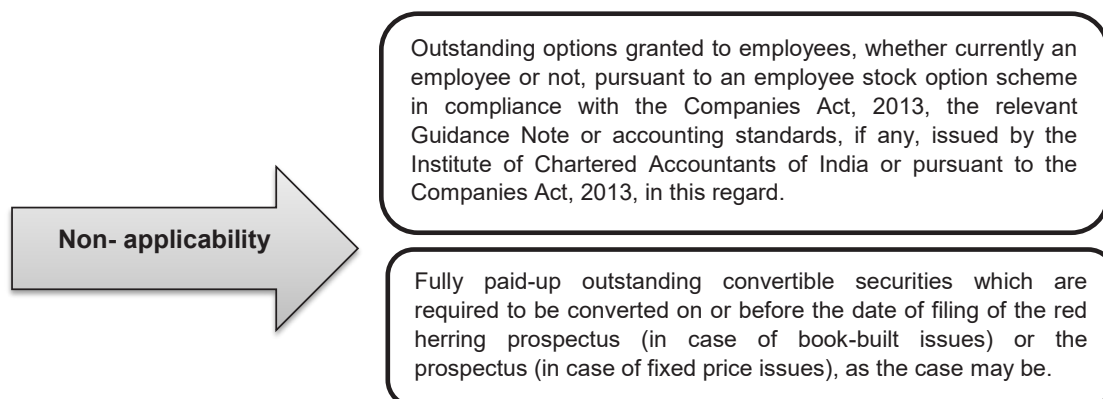 Non- applicability
Outstanding options granted to employees, whether currently an
employee or not, pursuant to an employee stock option scheme
in compliance with the Companies Act, 2013, the relevant
Guidance Note or accounting standards, if any, issued by the
Institute of Chartered Accountants of India or pursuant to the
Companies Act, 2013, in this regard.
Fully paid-up outstanding convertible securities which are
required to be converted on or before the date of filing of the red
herring prospectus (in case of book-built issues) or the
prospectus (in case of fixed price issues), as the case may be.